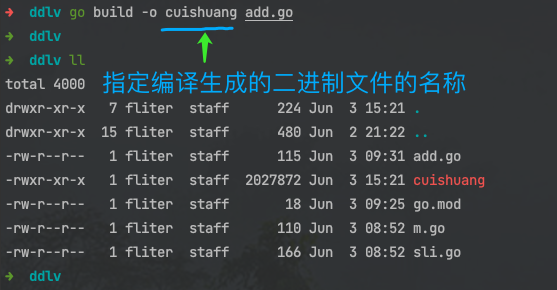 ➜  ddlv go build -o cuishuang add.go
➜  ddlv
➜  ddlv ll
total 4000
指定编译生成的二进制文件的名称
drwxr-xr-x   7 fliter  staff      224 Jun  3 15:21 .
drwxr-xr-x  15 fliter  staff      480 Jun  2 21:22 ..
-rw-r--r--   1 fliter  staff      115 Jun  3 09:31 add.go
-rwxr-xr-x   1 fliter  staff  2027872 Jun  3 15:21 cuishuang
-rw-r--r--   1 fliter  staff       18 Jun  3 09:25 go.mod
-rw-r--r--   1 fliter  staff      110 Jun  3 08:52 m.go
-rw-r--r--   1 fliter  staff      166 Jun  3 08:52 sli.go
➜  ddlv